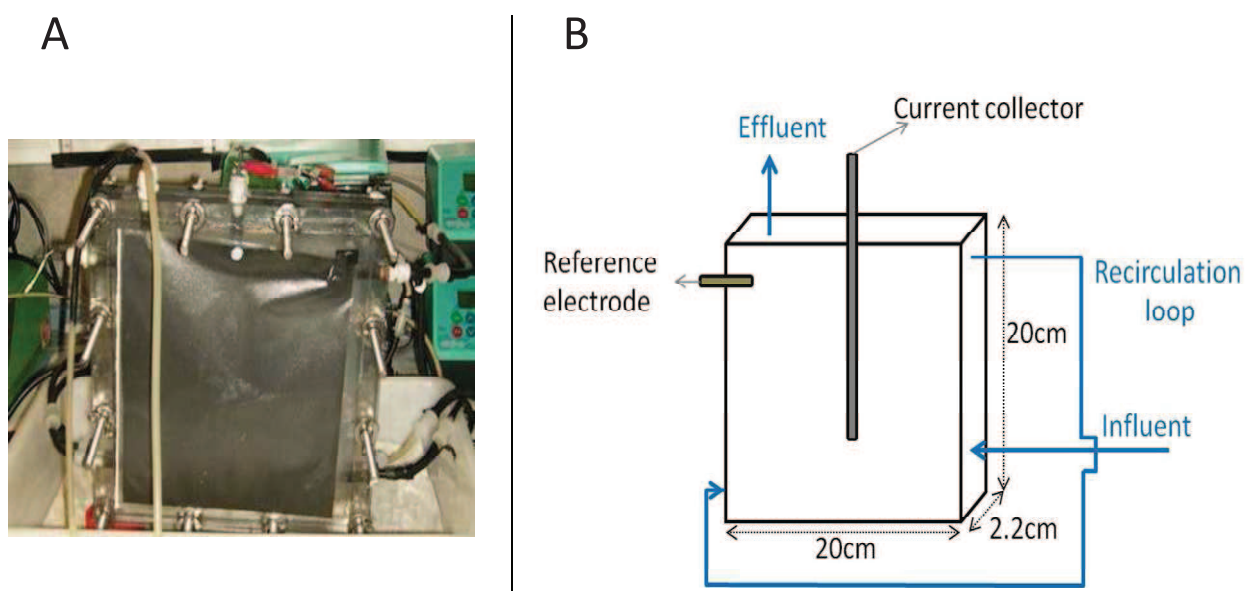 A
B
Current collector
Effluent
Reference
electrode
Recirculation
loop
20cm
Influent
2.2cm
20cm